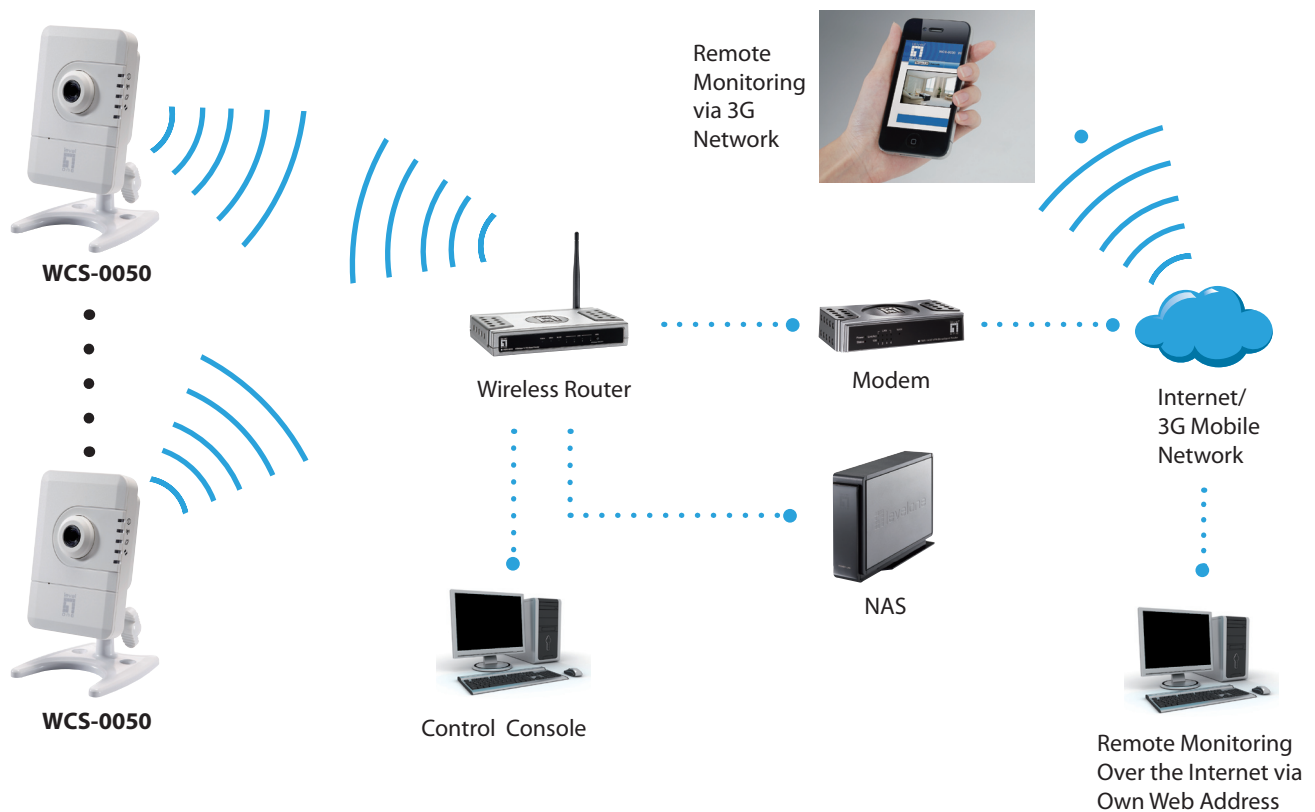 Remote
Monitoring
via 3G
Network
WCS-0050
Wireless Router
Modem
Internet/
3G Mobile
Network
NAS
WCS-0050
Control Console
Remote Monitoring
Over the Internet via
Own Web Address